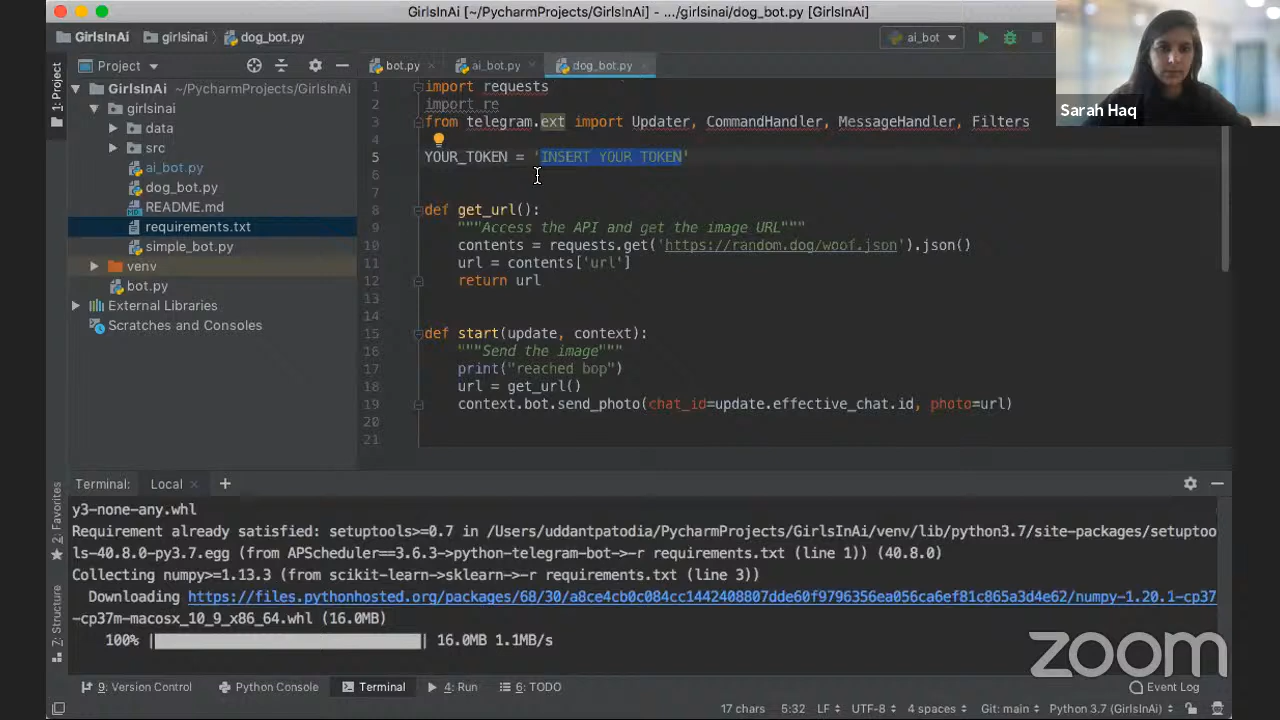 GirlsInAi [~/PycharmProjects/GirlsInAi] - .../girlsinai/dog_bot.py [GirlsInAi]
GirlsInAi girlsinai dog_bot.py
ai_bot
Sarah Haq
1: Project
Project
bot.py ai_bot.py dog_bot.py
GirlsInAi ~/PycharmProjects/GirlsInAi
girlsinai
data
src
ai_bot.py
dog_bot.py
README.md
requirements.txt
simple_bot.py
venv
bot.py
External Libraries
Scratches and Consoles
1 import requests
2 import re
3 from telegram.ext import Updater, CommandHandler, MessageHandler, Filters
4
5 YOUR_TOKEN = 'INSERT YOUR TOKEN'
6
7
8 def get_url():
9 """Access the API and get the image URL"""
10 contents = requests.get('https://random.dog/woof.json').json()
11 url = contents['url']
12 return url
13
14
15 def start(update, context):
16 """Send the image"""
17 print("reached bop")
18 url = get_url()
19 context.bot.send_photo(chat_id=update.effective_chat.id, photo=url)
20
21
2: Favorites
Z: Structure
Terminal: Local +
y3-none-any.whl
Requirement already satisfied: setuptools>=0.7 in /Users/uddantpatodia/PycharmProjects/GirlsInAi/venv/lib/python3.7/site-packages/setuptoo
ls-40.8.0-py3.7.egg (from APScheduler==3.6.3->python-telegram-bot->-r requirements.txt (line 1)) (40.8.0)
Collecting numpy>=1.13.3 (from scikit-learn->sklearn->-r requirements.txt (line 3))
Downloading https://files.pythonhosted.org/packages/68/30/a8ce4cb0c084cc1442408807dde60f9796356ea056ca6ef81c865a3d4e62/numpy-1.20.1-cp37
-cp37m-macosx_10_9_x86_64.whl (16.0MB)
100% | | 16.0MB 1.1MB/s
zoom
9: Version Control Python Console Terminal 4: Run 6: TODO Event Log
17 chars 5:32 LF UTF-8 4 spaces Git: main Python 3.7 (GirlsInAi)